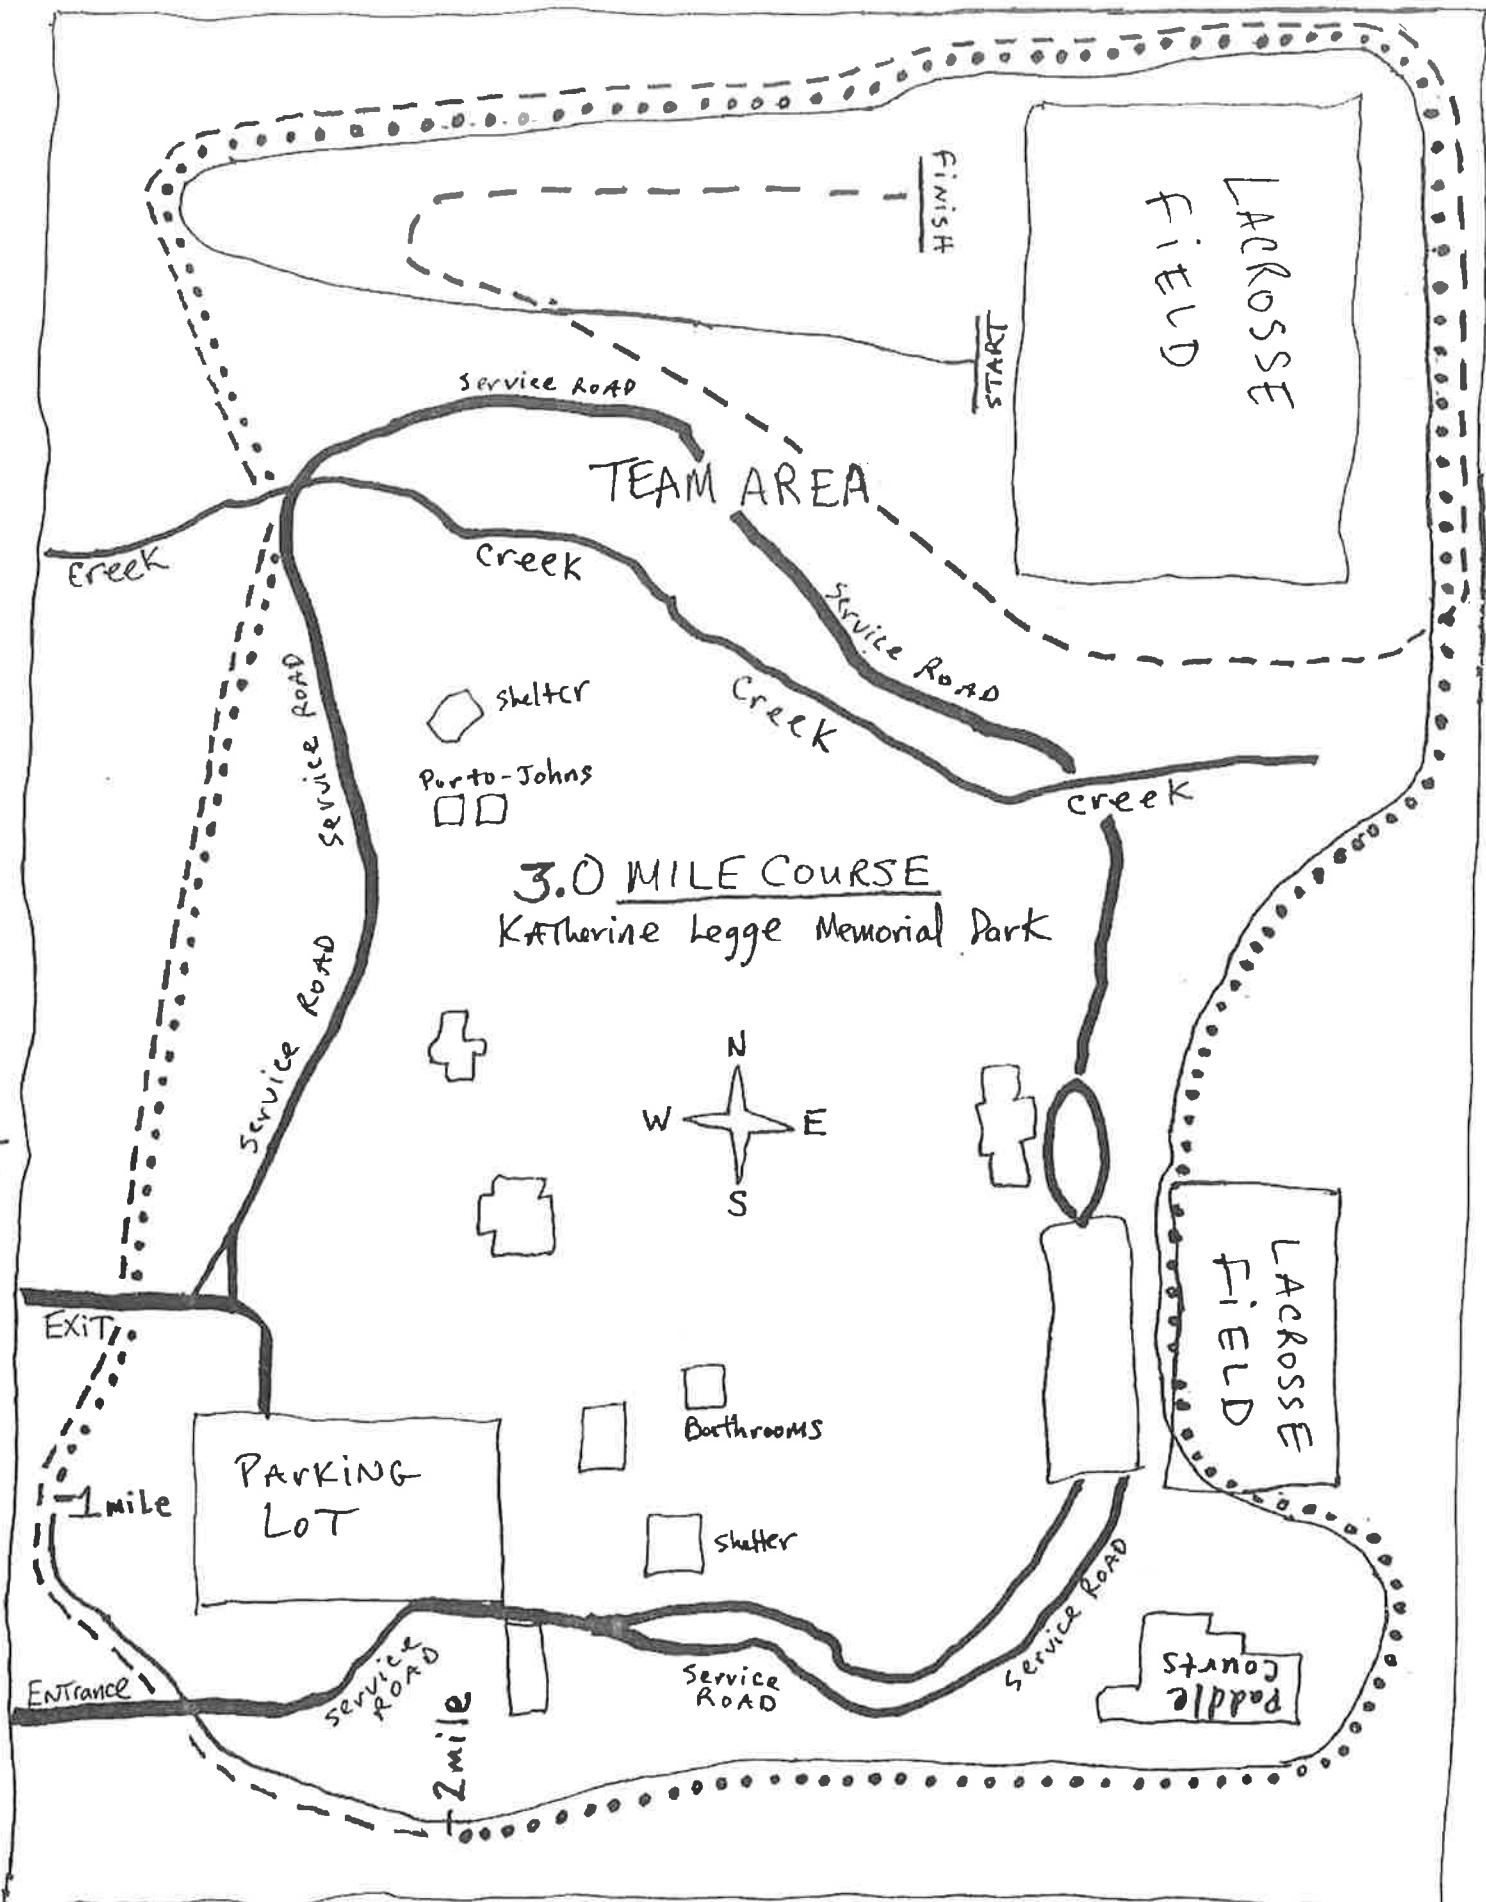 FiNiSH
LACROSSE
FiELD
START
Service ROAD
TEAM AREA
Creek
Creek
Service ROAD
Creek
Service ROAD
Shelter
Porto-Johns
Creek
3.0 MILE COURSE
KATherine Legge Memorial Park
Service ROAD
N
W E
S
EXiT
LACROSSE
FiELD
Bathrooms
PArKiNG
LoT
1 mile
Shelter
Service ROAD
Paddle
Courts
ENTrance
Service
ROAD
Service
ROAD
2 mile